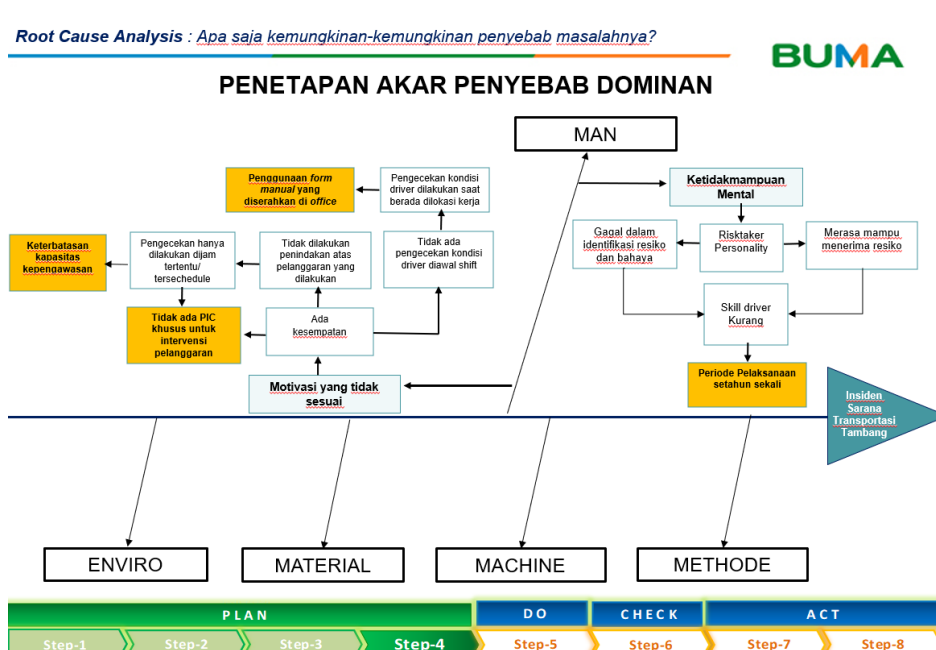 Root Cause Analysis : Apa saja kemungkinan-kemungkinan penyebab masalahnya?
BUMA
PENETAPAN AKAR PENYEBAB DOMINAN
MAN
Penggunaan form
manual yang
diserahkan di office
Pengecekan kondisi
driver dilakukan saat
berada dilokasi kerja
Ketidakmampuan
Mental
Keterbatasan
kapasitas
kepengawasan
Pengecekan hanya
dilakukan dijam
tertentu/
tersechedule
Tidak dilakukan
penindakan atas
pelanggaran yang
dilakukan
Tidak ada
pengecekan kondisi
driver diawal shift
Gagal dalam
identifikasi resiko
dan bahaya
Risktaker
Personality
Merasa mampu
menerima resiko
Tidak ada PIC
khusus untuk
intervensi
pelanggaran
Ada
kesempatan
Skill driver
Kurang
Motivasi yang tidak
sesuai
Periode Pelaksanaan
setahun sekali
Insiden
Sarana
Transportasi
Tambang
ENVIRO
MATERIAL
MACHINE
METHODE
PLAN
DO
CHECK
ACT
Step-1
Step-2
Step-3
Step-4
Step-5
Step-6
Step-7
Step-8